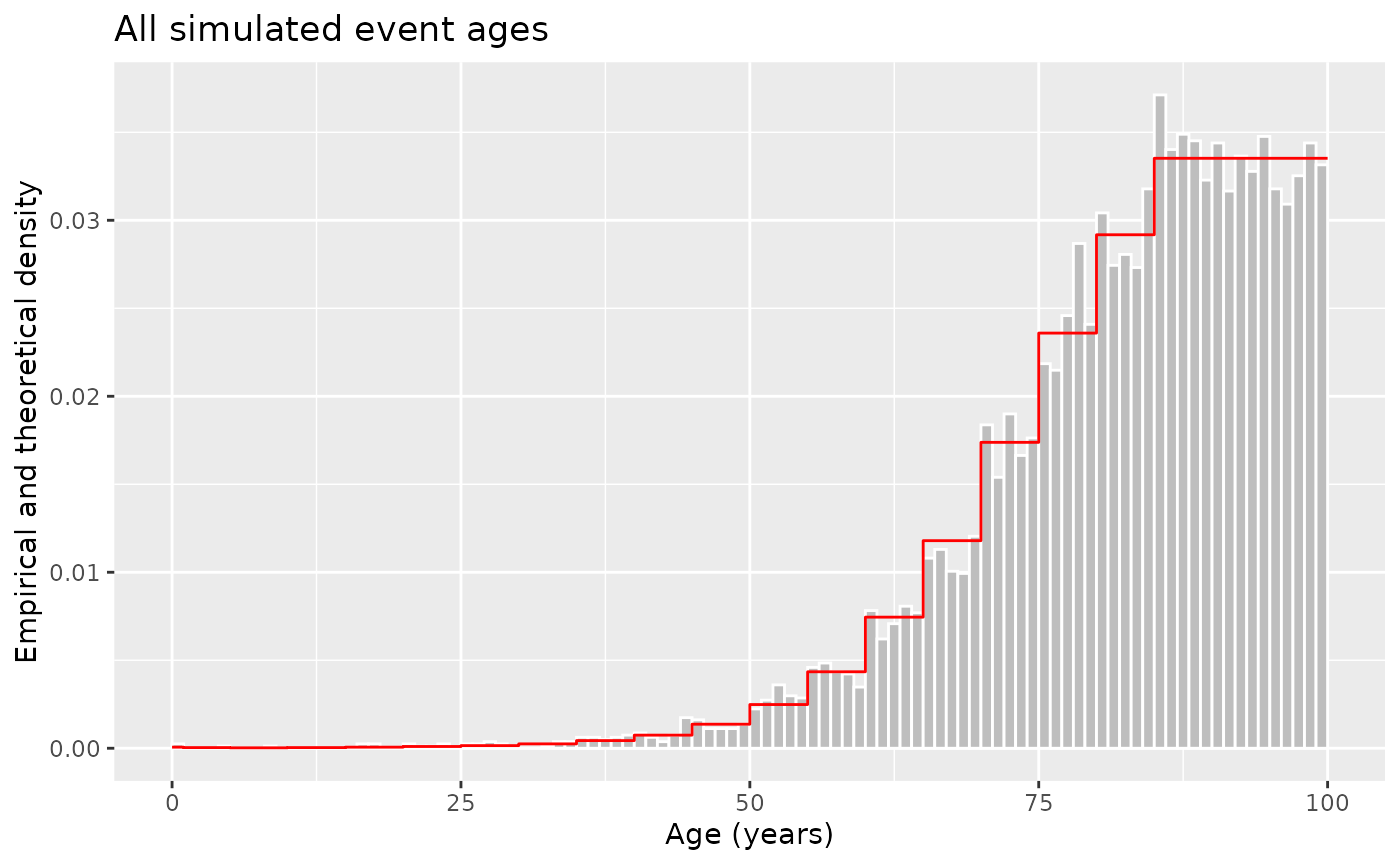 All simulated event ages
Empirical and theoretical density
0.03
0.02
0.01
0.00
0 25 50 75 100
Age (years)